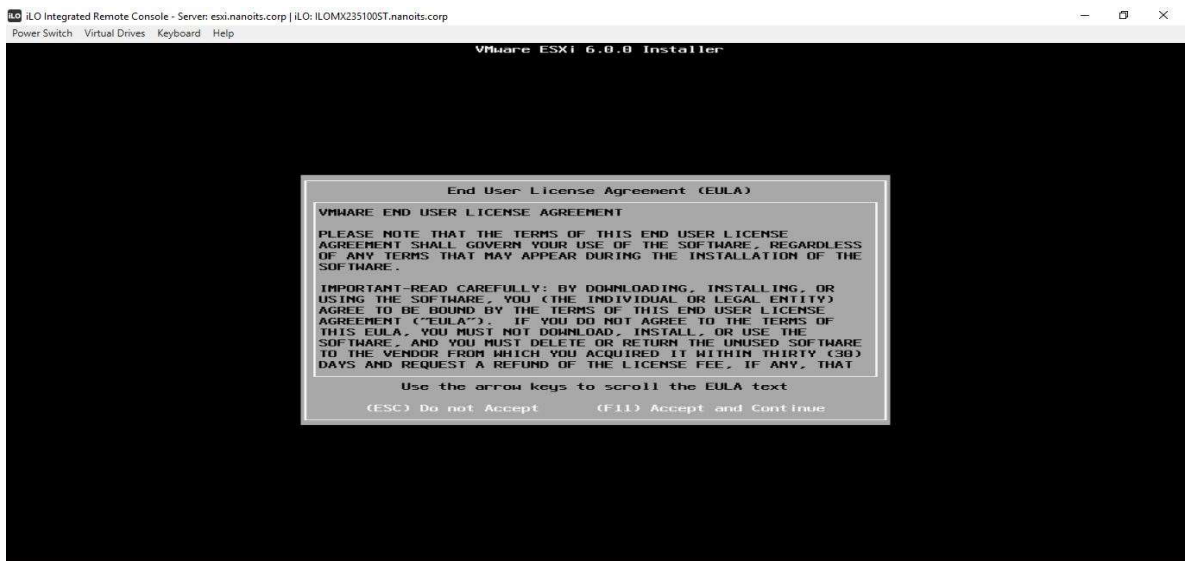 iLO iLO Integrated Remote Console - Server: esxi.nanoits.corp | iLO: ILOMX235100ST.nanoits.corp
Power Switch Virtual Drives Keyboard Help
VMware ESXi 6.0.0 Installer
End User License Agreement (EULA)
VMWARE END USER LICENSE AGREEMENT
PLEASE NOTE THAT THE TERMS OF THIS END USER LICENSE
AGREEMENT SHALL GOVERN YOUR USE OF THE SOFTWARE, REGARDLESS
OF ANY TERMS THAT MAY APPEAR DURING THE INSTALLATION OF THE
SOFTWARE.
IMPORTANT-READ CAREFULLY: BY DOWNLOADING, INSTALLING, OR
USING THE SOFTWARE, YOU (THE INDIVIDUAL OR LEGAL ENTITY)
AGREE TO BE BOUND BY THE TERMS OF THIS END USER LICENSE
AGREEMENT ("EULA"). IF YOU DO NOT AGREE TO THE TERMS OF
THIS EULA, YOU MUST NOT DOWNLOAD, INSTALL, OR USE THE
SOFTWARE, AND YOU MUST DELETE OR RETURN THE UNUSED SOFTWARE
TO THE VENDOR FROM WHICH YOU ACQUIRED IT WITHIN THIRTY (30)
DAYS AND REQUEST A REFUND OF THE LICENSE FEE, IF ANY, THAT
Use the arrow keys to scroll the EULA text
(ESC) Do not Accept (F11) Accept and Continue